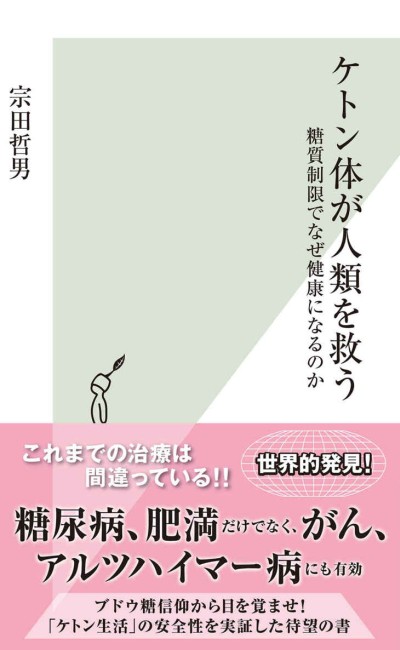 ケトン体が人類を救う
糖質制限でなぜ健康になるのか
宗田哲男
これまでの治療は
間違っている!!
世界的発見!
糖尿病、肥満だけでなく、がん、
アルツハイマー病にも有効
ブドウ糖信仰から目を覚ませ!
「ケトン生活」の安全性を実証した待望の書